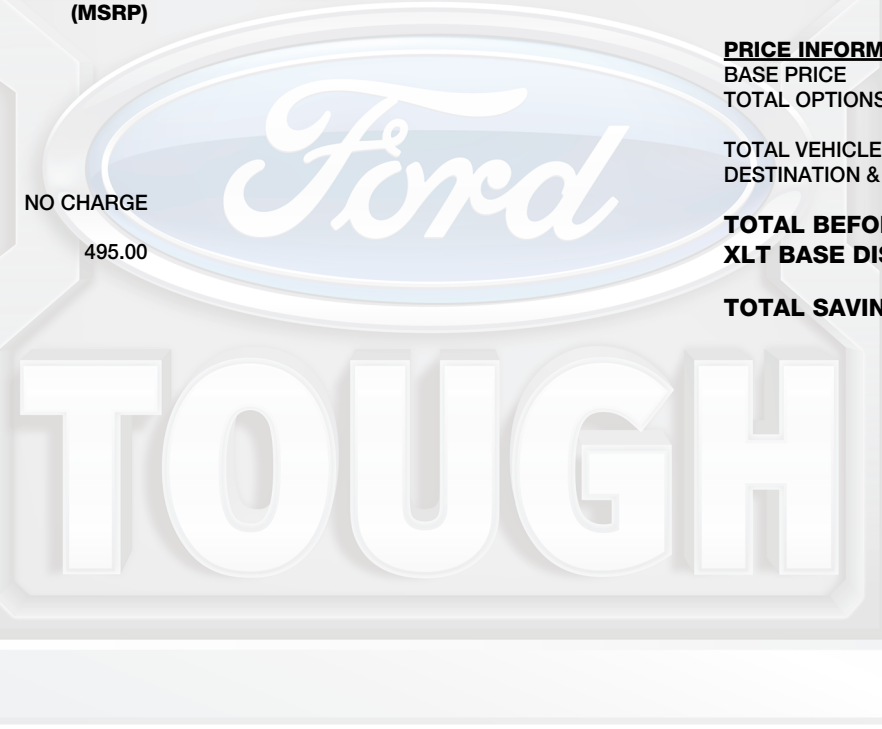 (MSRP)
NO CHARGE
495.00
PRICE INFORM
BASE PRICE
TOTAL OPTIONS
TOTAL VEHICLE
DESTINATION &
TOTAL BEFO
XLT BASE DIS
TOTAL SAVIN
Ford
TOUGH